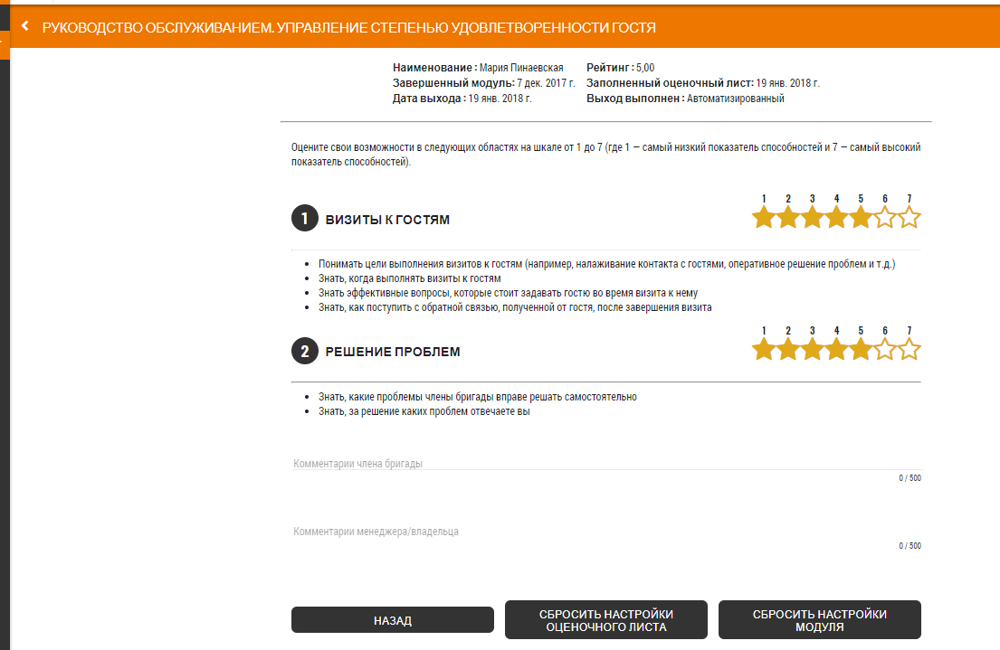 РУКОВОДСТВО ОБСЛУЖИВАНИЕМ. УПРАВЛЕНИЕ СТЕПЕНЬЮ УДОВЛЕТВОРЕННОСТИ ГОСТЯ
Наименование : Мария Пинаевская Рейтинг : 5,00
Завершенный модуль: 7 дек. 2017 г. Заполненный оценочный лист: 19 янв. 2018 г.
Дата выхода : 19 янв. 2018 г. Выход выполнен : Автоматизированный
Оцените свои возможности в следующих областях на шкале от 1 до 7 (где 1 — самый низкий показатель способностей и 7 — самый высокий
показатель способностей).
1 2 3 4 5 6 7
1 ВИЗИТЫ К ГОСТЯМ
• Понимать цели выполнения визитов к гостям (например, налаживание контакта с гостями, оперативное решение проблем и т.д.)
• Знать, когда выполнять визиты к гостям
• Знать эффективные вопросы, которые стоит задавать гостю во время визита к нему
• Знать, как поступить с обратной связью, полученной от гостя, после завершения визита
1 2 3 4 5 6 7
2 РЕШЕНИЕ ПРОБЛЕМ
• Знать, какие проблемы члены бригады вправе решать самостоятельно
• Знать, за решение каких проблем отвечаете вы
Комментарии члена бригады
0 / 500
Комментарии менеджера/владельца
0 / 500
НАЗАД
СБРОСИТЬ НАСТРОЙКИ
ОЦЕНОЧНОГО ЛИСТА
СБРОСИТЬ НАСТРОЙКИ
МОДУЛЯ